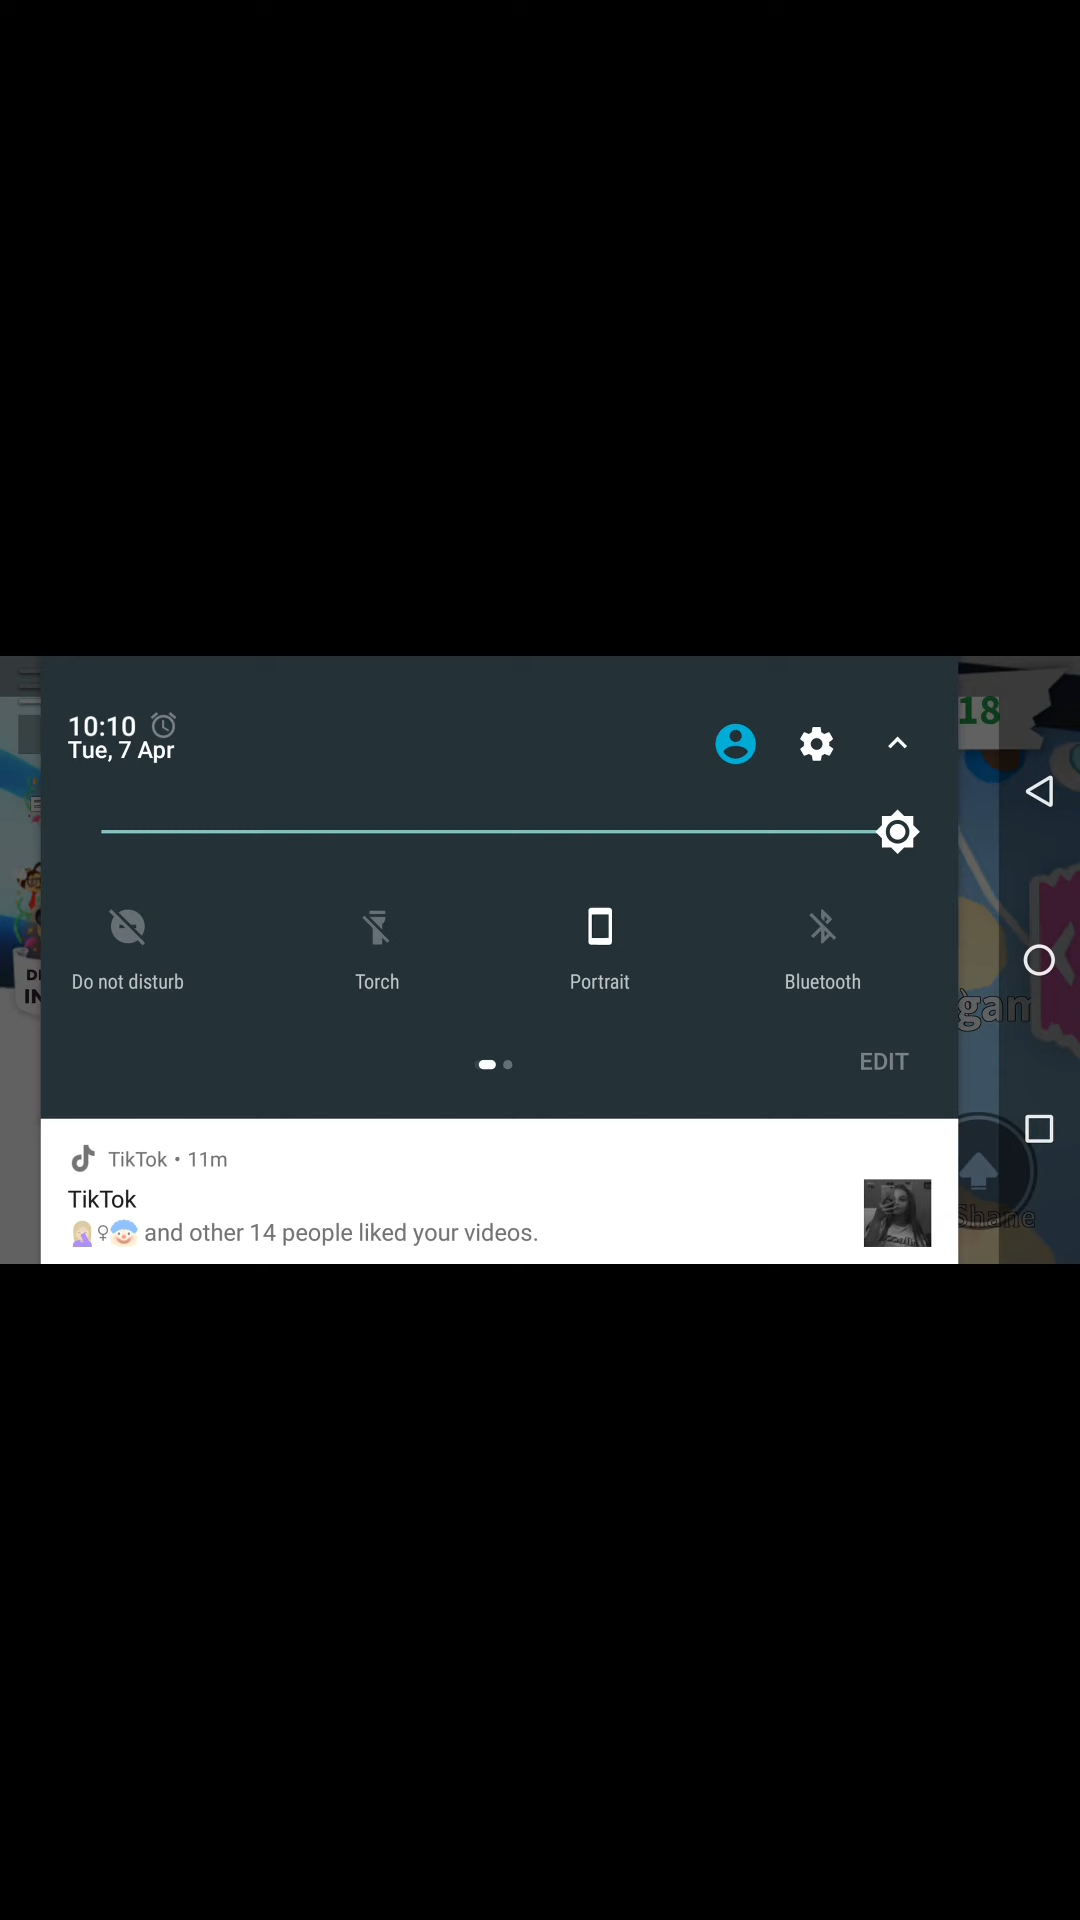 10:10
Tue, 7 Apr
18
Do not disturb
Torch
Portrait
Bluetooth
gam
EDIT
TikTok • 11m
TikTok
🤦🏼♀🤡 and other 14 people liked your videos.
Shane